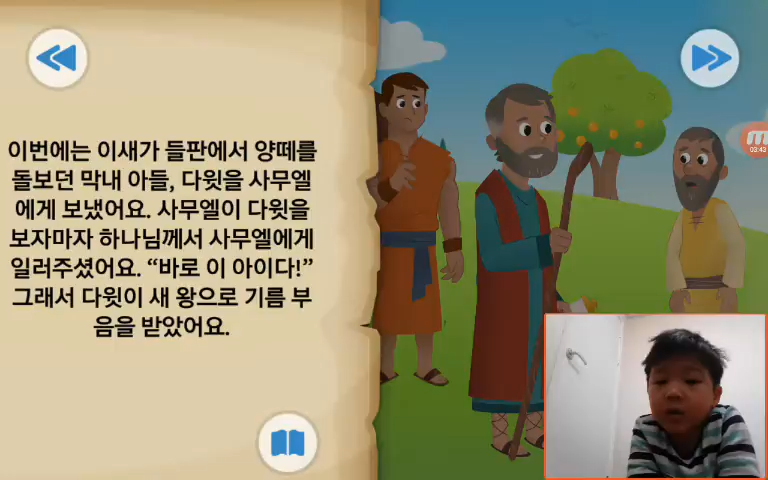 이번에는 이새가 들판에서 양떼를
돌보던 막내 아들, 다윗을 사무엘
에게 보냈어요. 사무엘이 다윗을
보자마자 하나님께서 사무엘에게
일러주셨어요. “바로 이 아이다!”
그래서 다윗이 새 왕으로 기름 부
음을 받았어요.
03:43